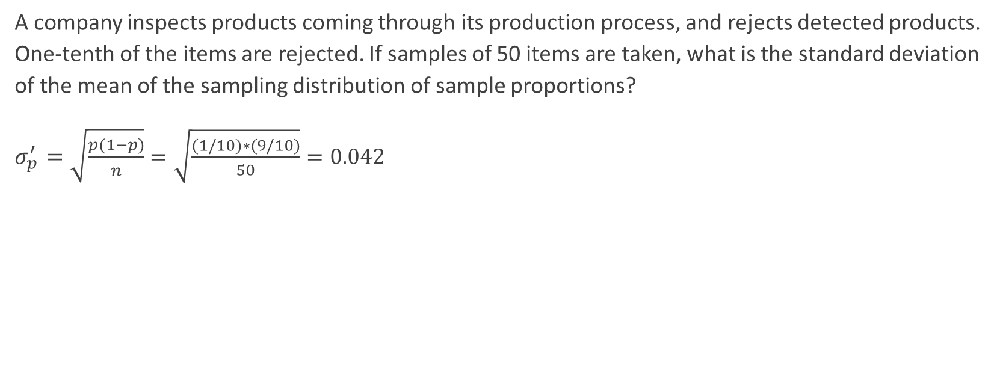 A company inspects products coming through its production process, and rejects detected products.
One-tenth of the items are rejected. If samples of 50 items are taken, what is the standard deviation
of the mean of the sampling distribution of sample proportions?
σ′ₚ = √(p(1−p)/n) = √((1/10)∗(9/10)/50) = 0.042